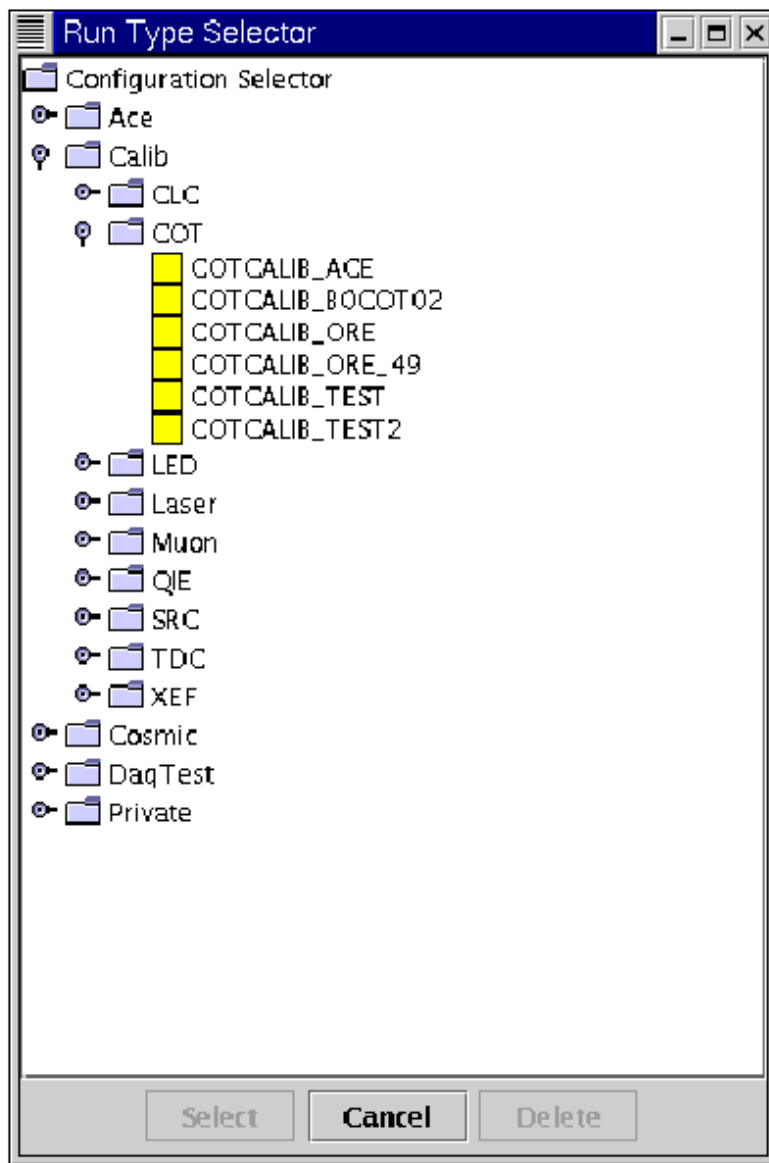 Run Type Selector
Configuration Selector
Ace
Calib
CLC
COT
COTCALIB_ACE
COTCALIB_B0COT02
COTCALIB_ORE
COTCALIB_ORE_49
COTCALIB_TEST
COTCALIB_TEST2
LED
Laser
Muon
QIE
SRC
TDC
XEF
Cosmic
DaqTest
Private
Select Cancel Delete